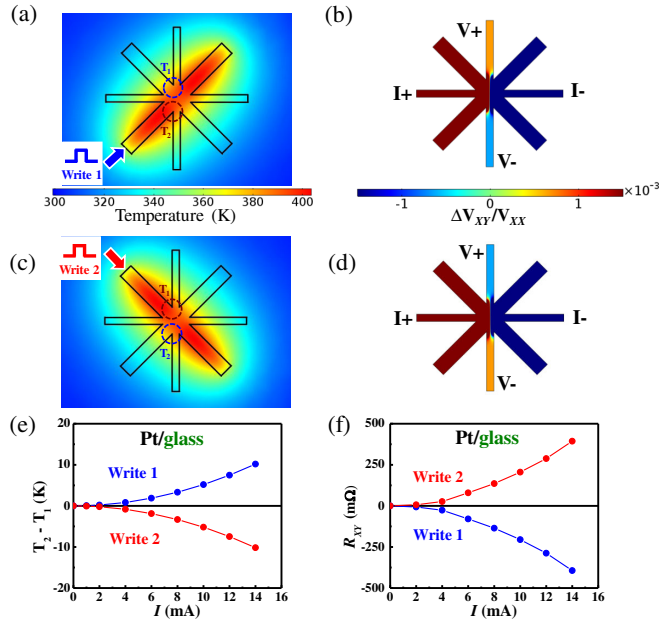 (a)
T1
T2
Write 1
300 320 340 360 380 400
Temperature (K)
(b)
V+
I+
I-
V-
-1 0 1 ×10⁻³
ΔV_XY/V_XX
(c)
Write 2
T1
T2
(d)
V+
I+
I-
V-
(e)
Pt/glass
Write 1
Write 2
T2 - T1 (K)
20
10
0
-10
-20
0 2 4 6 8 10 12 14 16
I (mA)
(f)
Pt/glass
Write 2
Write 1
R_XY (mΩ)
500
250
0
-250
-500
0 2 4 6 8 10 12 14 16
I (mA)